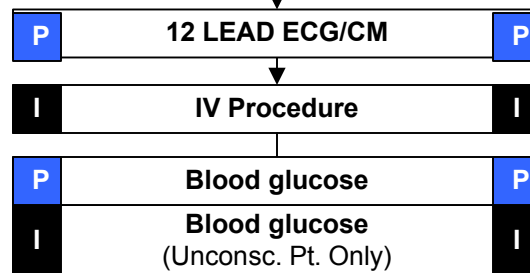 P 12 LEAD ECG/CM P
I IV Procedure I
P Blood glucose P
I Blood glucose I
(Unconsc. Pt. Only)